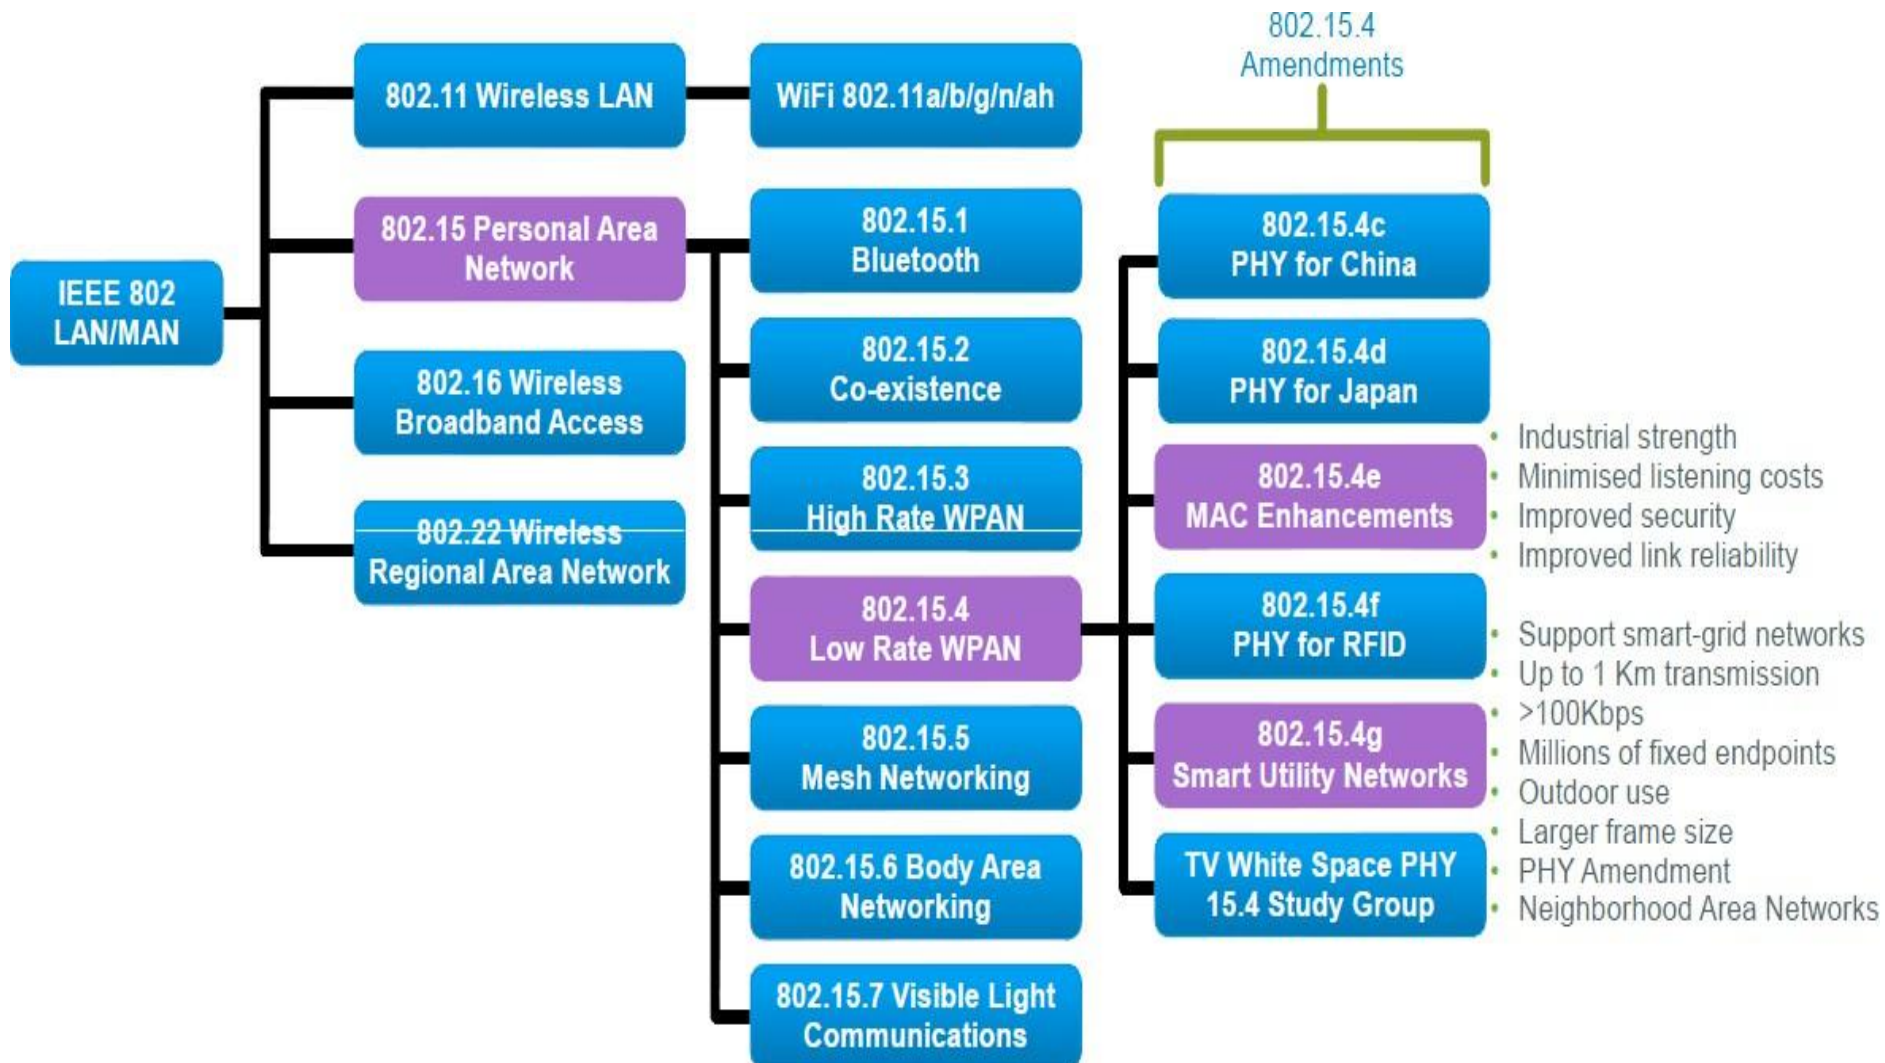 802.15.4
Amendments
802.11 Wireless LAN
WiFi 802.11a/b/g/n/ah
802.15 Personal Area
Network
802.15.1
Bluetooth
802.15.4c
PHY for China
IEEE 802
LAN/MAN
802.16 Wireless
Broadband Access
802.15.2
Co-existence
802.15.4d
PHY for Japan
802.22 Wireless
Regional Area Network
802.15.3
High Rate WPAN
802.15.4e
MAC Enhancements
• Industrial strength
• Minimised listening costs
• Improved security
• Improved link reliability
802.15.4
Low Rate WPAN
802.15.4f
PHY for RFID
802.15.5
Mesh Networking
802.15.4g
Smart Utility Networks
• Support smart-grid networks
• Up to 1 Km transmission
• >100Kbps
• Millions of fixed endpoints
• Outdoor use
• Larger frame size
• PHY Amendment
• Neighborhood Area Networks
802.15.6 Body Area
Networking
TV White Space PHY
15.4 Study Group
802.15.7 Visible Light
Communications